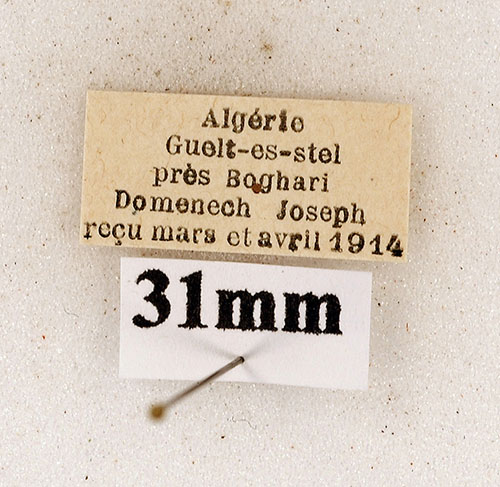 Algérie
Guelt-es-stel
près Boghari
Domenech Joseph
reçu mars et avril 1914
31mm